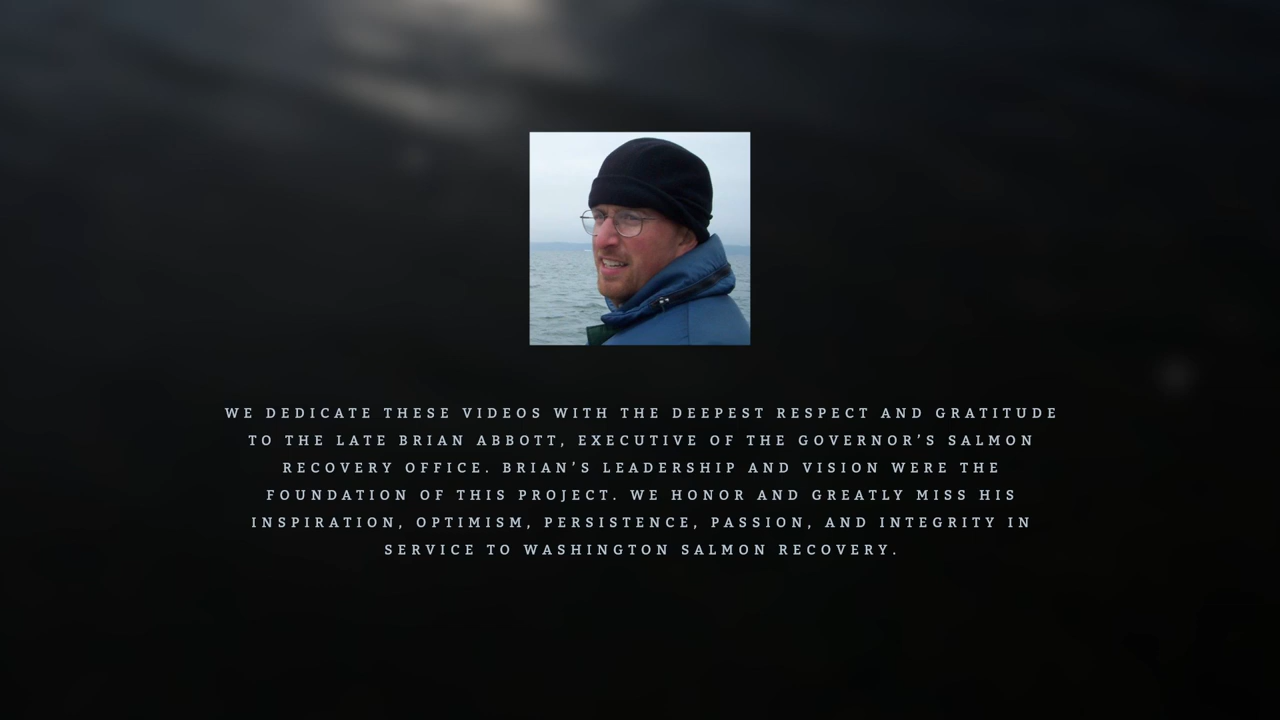 WE DEDICATE THESE VIDEOS WITH THE DEEPEST RESPECT AND GRATITUDE
TO THE LATE BRIAN ABBOTT, EXECUTIVE OF THE GOVERNOR’S SALMON
RECOVERY OFFICE. BRIAN’S LEADERSHIP AND VISION WERE THE
FOUNDATION OF THIS PROJECT. WE HONOR AND GREATLY MISS HIS
INSPIRATION, OPTIMISM, PERSISTENCE, PASSION, AND INTEGRITY IN
SERVICE TO WASHINGTON SALMON RECOVERY.